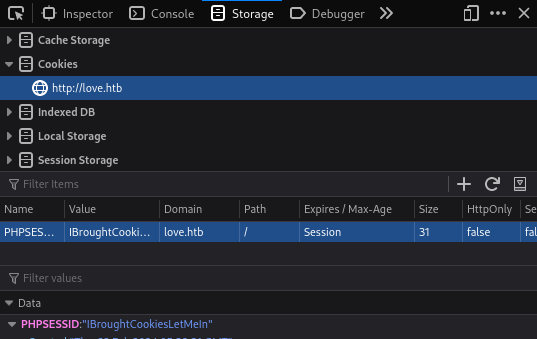 Inspector Console Storage Debugger
Cache Storage
Cookies
http://love.htb
Indexed DB
Local Storage
Session Storage
Filter Items
Name Value Domain Path Expires / Max-Age Size HttpOnly Se
PHPSES... IBroughtCooki... love.htb / Session 31 false fal
Filter values
Data
PHPSESSID:"IBroughtCookiesLetMeIn"